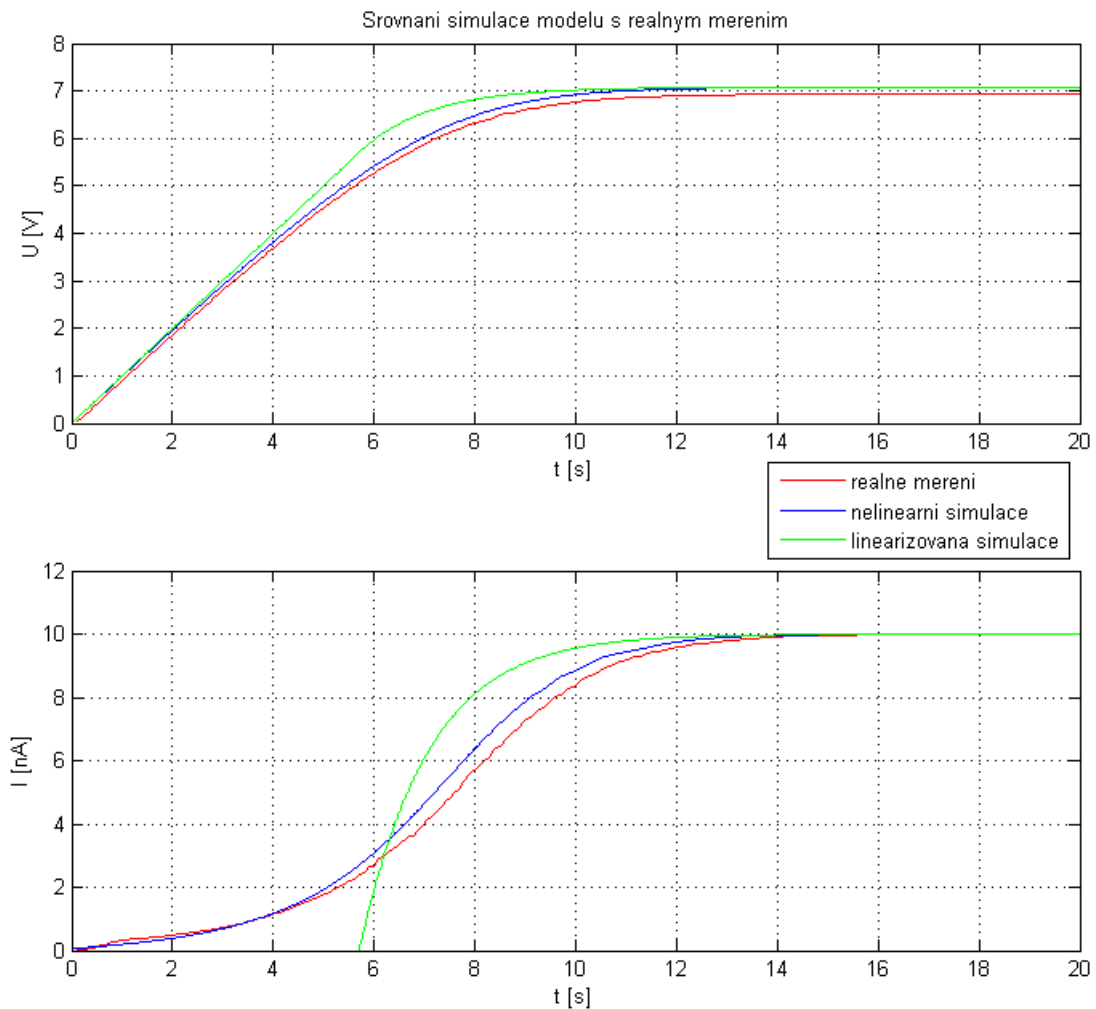 Srovnani simulace modelu s realnym merenim
8
7
6
5
4
3
2
1
0
U [V]
0 2 4 6 8 10 12 14 16 18 20
t [s]
realne mereni
nelinearni simulace
linearizovana simulace
12
10
8
6
4
2
0
I [nA]
0 2 4 6 8 10 12 14 16 18 20
t [s]